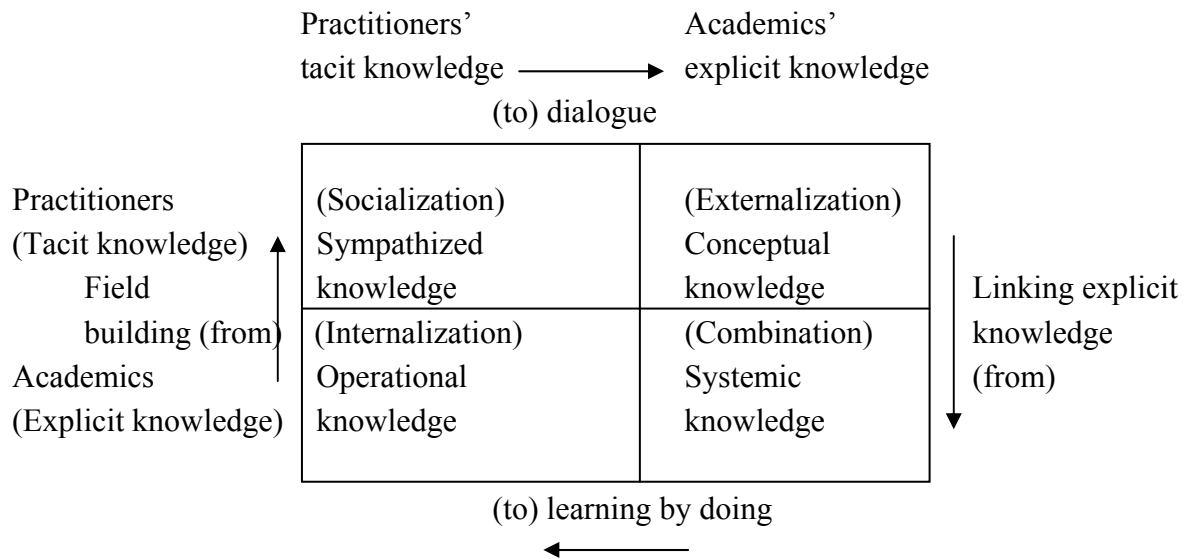 Practitioners’
tacit knowledge
Academics’
explicit knowledge
(to) dialogue
Practitioners
(Tacit knowledge)
Field
building (from)
Academics
(Explicit knowledge)
(Socialization)
Sympathized
knowledge
(Externalization)
Conceptual
knowledge
(Internalization)
Operational
knowledge
(Combination)
Systemic
knowledge
Linking explicit
knowledge
(from)
(to) learning by doing